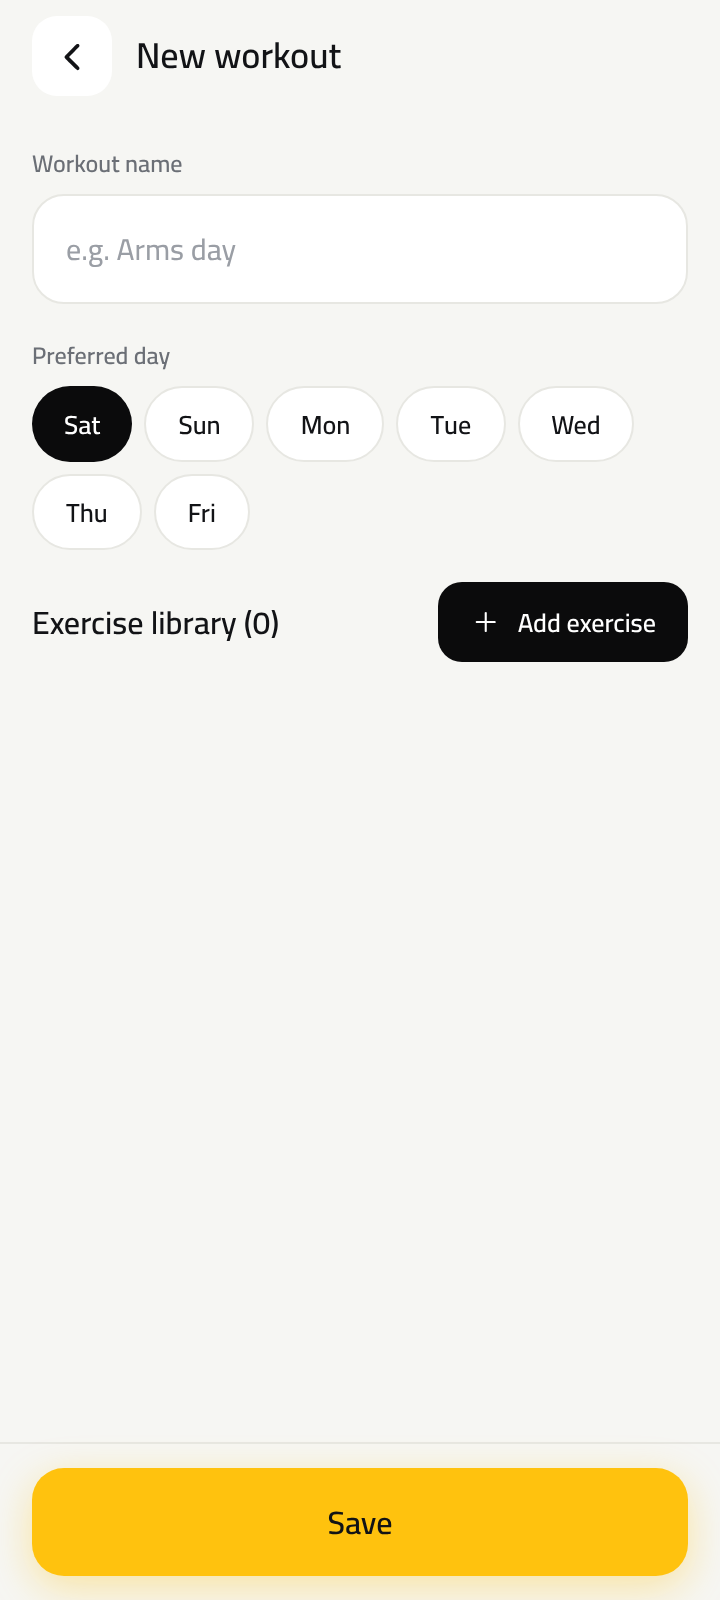 New workout
Workout name
e.g. Arms day
Preferred day
Sat Sun Mon Tue Wed
Thu Fri
Exercise library (0) + Add exercise
Save